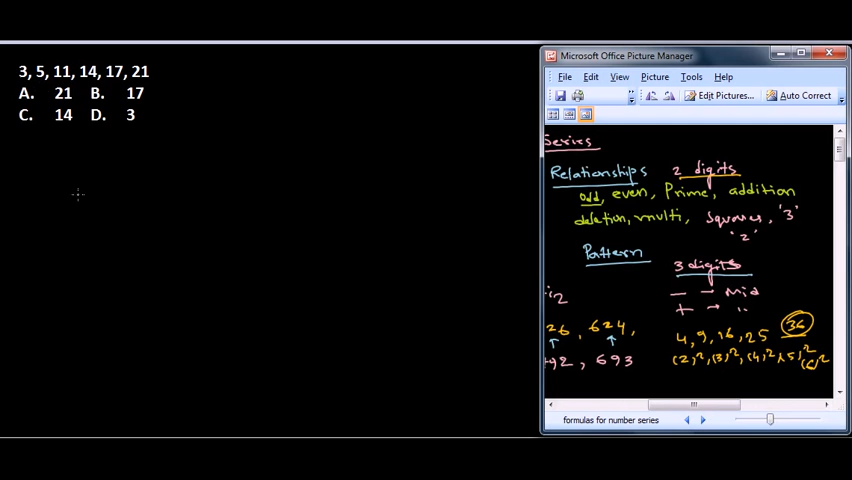 3, 5, 11, 14, 17, 21
A. 21 B. 17
C. 14 D. 3
Microsoft Office Picture Manager
File Edit View Picture Tools Help
Edit Pictures... Auto Correct
Series
Relationships 2 digits
odd, even, Prime, addition
deletion, multi, squares, '3'
'2'
Pattern
3 digits
— → Mid
+ → "
26, 624,
4, 9, 16, 25 36
492, 693
(2)², (3)², (4)², (5)², (6)²
formulas for number series